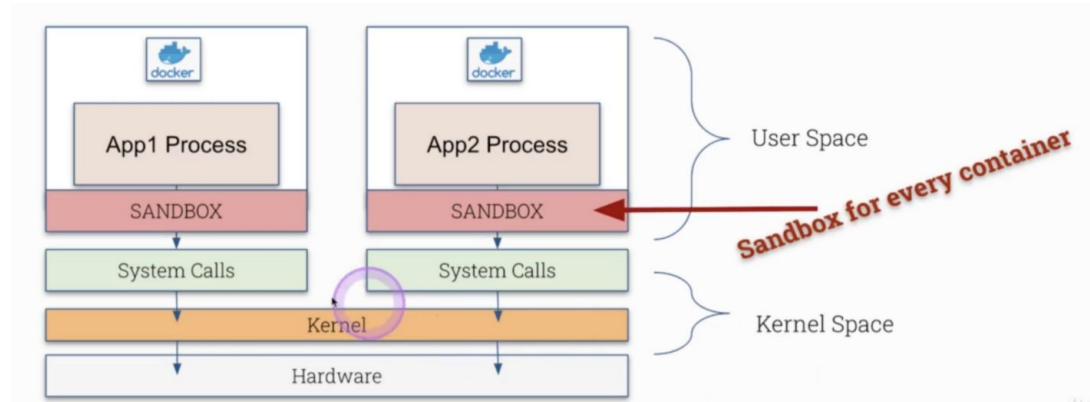 docker
docker
App1 Process
App2 Process
User Space
SANDBOX
SANDBOX
Sandbox for every container
System Calls
System Calls
Kernel
Kernel Space
Hardware